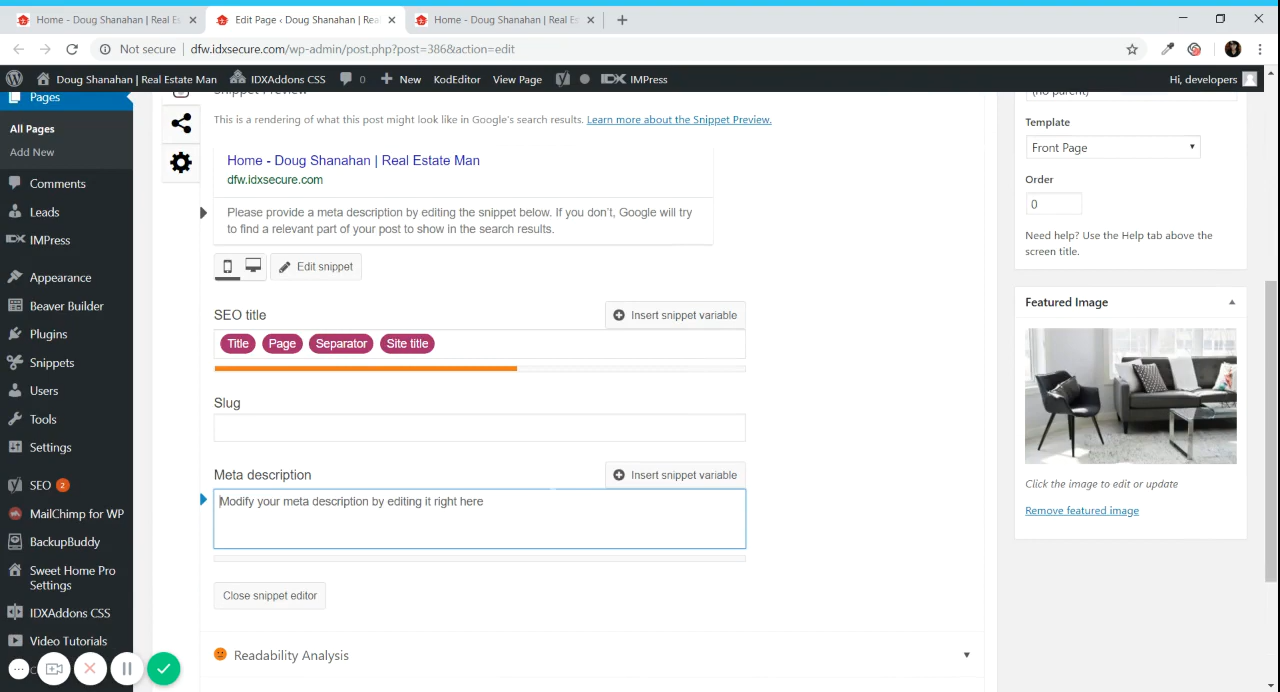 Home - Doug Shanahan | Real Es
Edit Page ‹ Doug Shanahan | Rea
Home - Doug Shanahan | Real Es
Not secure
dfw.idxsecure.com/wp-admin/post.php?post=386&action=edit
Doug Shanahan | Real Estate Man
IDXAddons CSS
0
New
KodEditor
View Page
IDX IMPress
Hi, developers
Pages
All Pages
Add New
Comments
Leads
IDX IMPress
Appearance
Beaver Builder
Plugins
Snippets
Users
Tools
Settings
SEO 2
MailChimp for WP
BackupBuddy
Sweet Home Pro
Settings
IDXAddons CSS
Video Tutorials
Snippet Preview
This is a rendering of what this post might look like in Google's search results. Learn more about the Snippet Preview.
Home - Doug Shanahan | Real Estate Man
dfw.idxsecure.com
Please provide a meta description by editing the snippet below. If you don't, Google will try
to find a relevant part of your post to show in the search results.
Edit snippet
SEO title
Insert snippet variable
Title Page Separator Site title
Slug
Meta description
Insert snippet variable
Modify your meta description by editing it right here
Close snippet editor
Readability Analysis
(no parent)
Template
Front Page
Order
0
Need help? Use the Help tab above the
screen title.
Featured Image
Click the image to edit or update
Remove featured image